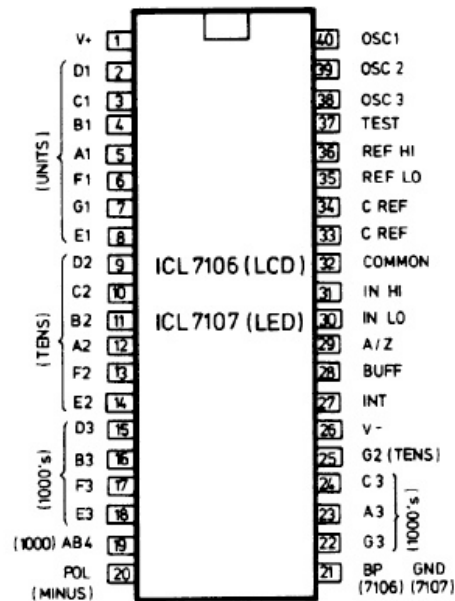 V+ 1 40 OSC1
D1 2 39 OSC 2
C1 3 38 OSC 3
B1 4 37 TEST
A1 5 36 REF HI
F1 6 35 REF LO
G1 7 34 C REF
E1 8 33 C REF
(UNITS)
D2 9 ICL 7106 (LCD) 32 COMMON
C2 10 31 IN HI
B2 11 ICL 7107 (LED) 30 IN LO
A2 12 29 A/Z
F2 13 28 BUFF
E2 14 27 INT
(TENS)
D3 15 26 V-
B3 16 25 G2 (TENS)
F3 17 24 C3
E3 18 23 A3
(1000's)
(1000) AB4 19 22 G3
(1000's)
POL 20 21 BP GND
(MINUS) (7106) (7107)